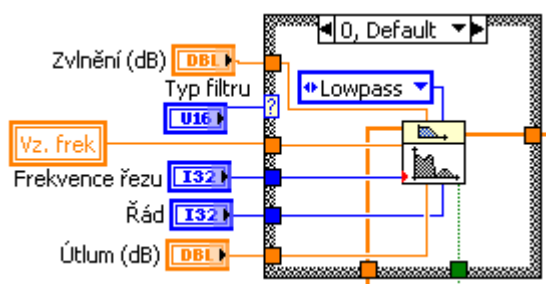 0, Default
Zvlnění (dB) DBL
Lowpass
Typ filtru
?
U16
Vz. frek
Frekvence řezu I32
Řád I32
Útlum (dB) DBL